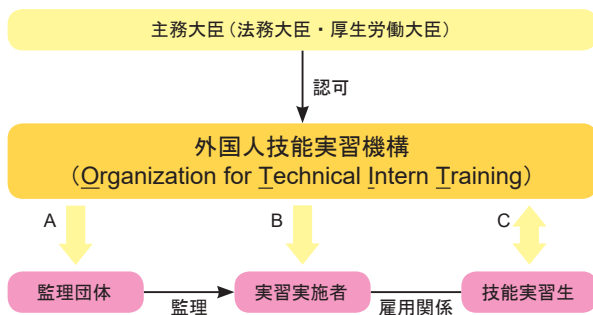 主務大臣(法務大臣・厚生労働大臣)
認可
外国人技能実習機構
(Organization for Technical Intern Training)
A
B
C
監理団体
監理
実習実施者
雇用関係
技能実習生